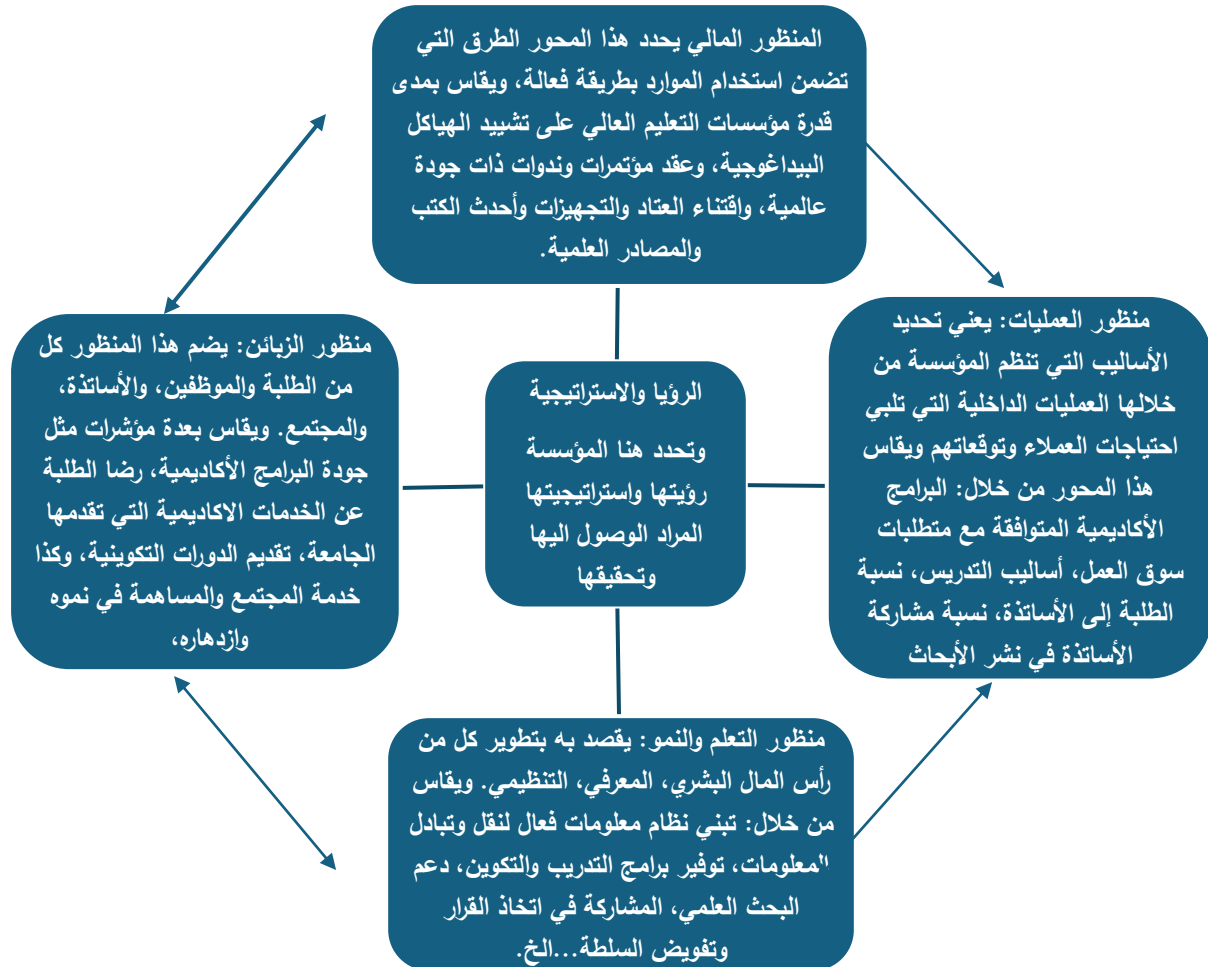 المنظور المالي يحدد هذا المحور الطرق التي
تضمن استخدام الموارد بطريقة فعالة، ويقاس بمدى
قدرة مؤسسات التعليم العالي على تشييد الهياكل
البيداغوجية، وعقد مؤتمرات وندوات ذات جودة
عالمية، واقتناء العتاد والتجهيزات وأحدث الكتب
والمصادر العلمية.
منظور العمليات: يعني تحديد
الأساليب التي تنظم المؤسسة من
خلالها العمليات الداخلية التي تلبي
احتياجات العملاء وتوقعاتهم ويقاس
هذا المحور من خلال: البرامج
الأكاديمية المتوافقة مع متطلبات
سوق العمل، أساليب التدريس، نسبة
الطلبة إلى الأساتذة، نسبة مشاركة
الأساتذة في نشر الأبحاث
الرؤيا والاستراتيجية
وتحدد هنا المؤسسة
رؤيتها واستراتيجيتها
المراد الوصول اليها
وتحقيقها
منظور الزبائن: يضم هذا المنظور كل
من الطلبة والموظفين، والأساتذة،
والمجتمع. ويقاس بعدة مؤشرات مثل
جودة البرامج الأكاديمية، رضا الطلبة
عن الخدمات الاكاديمية التي تقدمها
الجامعة، تقديم الدورات التكوينية، وكذا
خدمة المجتمع والمساهمة في نموه
وازدهاره،
منظور التعلم والنمو: يقصد به بتطوير كل من
رأس المال البشري، المعرفي، التنظيمي. ويقاس
من خلال: تبني نظام معلومات فعال لنقل وتبادل
المعلومات، توفير برامج التدريب والتكوين، دعم
البحث العلمي، المشاركة في اتخاذ القرار
وتفويض السلطة...الخ.